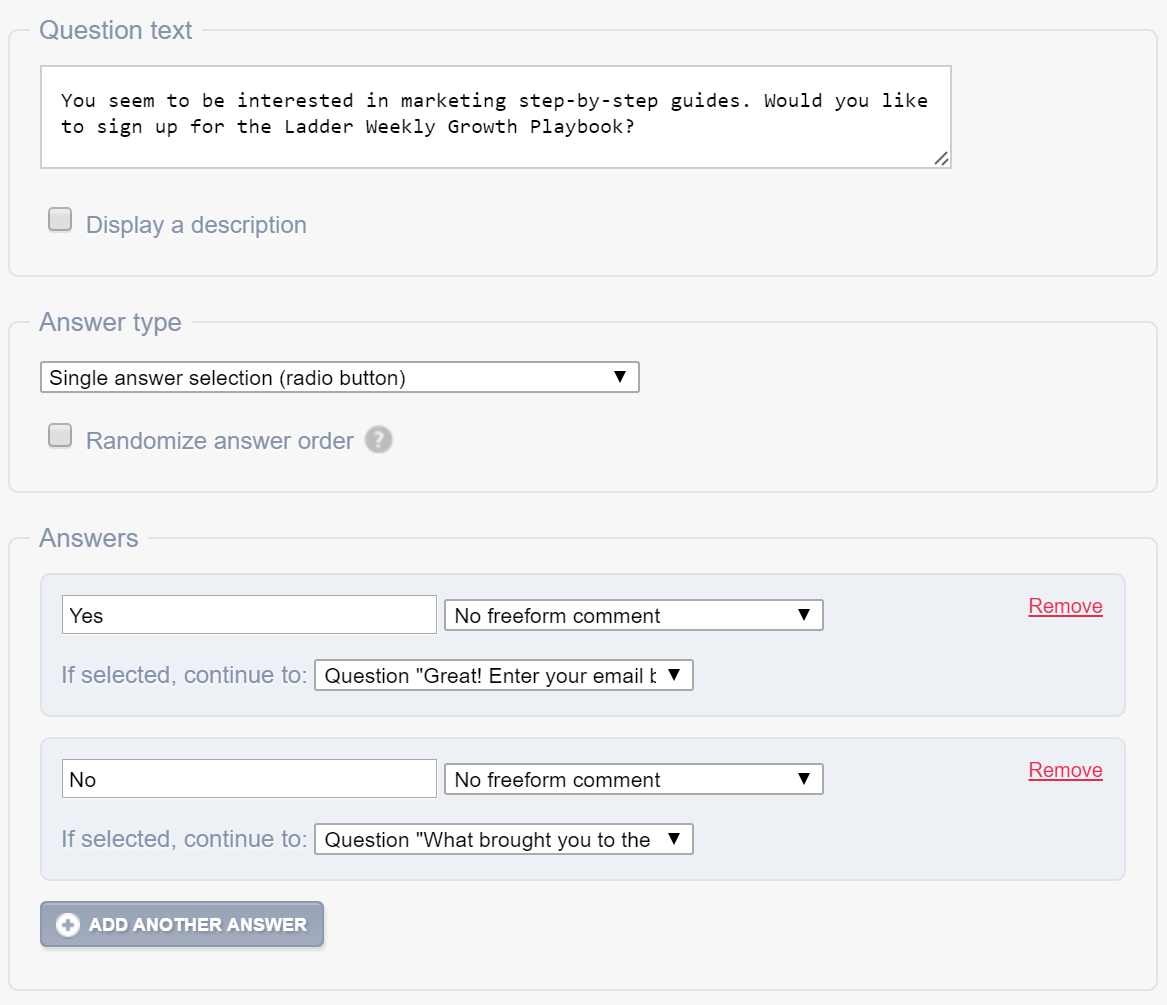 Question text
You seem to be interested in marketing step-by-step guides. Would you like
to sign up for the Ladder Weekly Growth Playbook?
Display a description
Answer type
Single answer selection (radio button)
Randomize answer order ?
Answers
Yes No freeform comment Remove
If selected, continue to: Question "Great! Enter your email
No No freeform comment Remove
If selected, continue to: Question "What brought you to the
ADD ANOTHER ANSWER